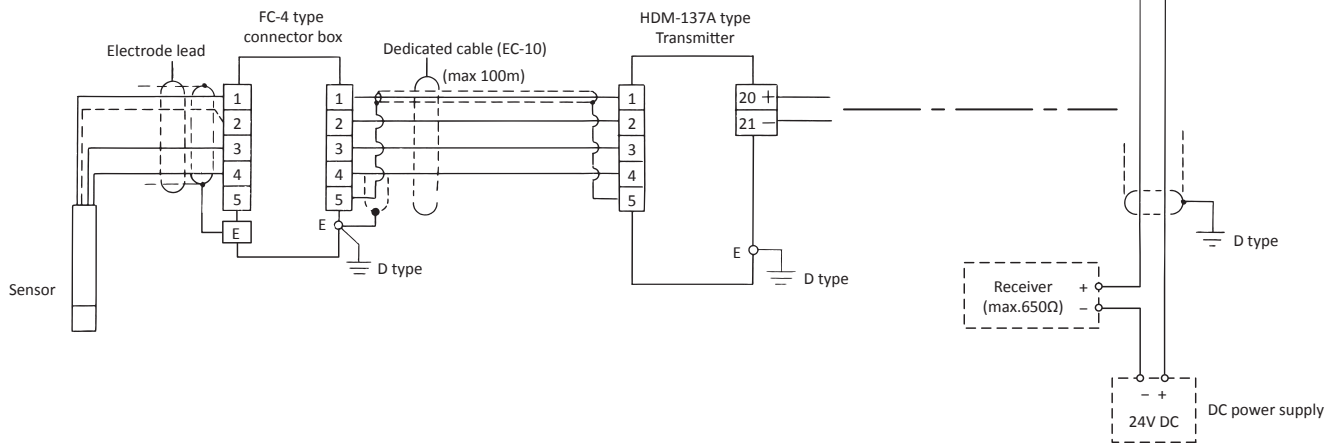 FC-4 type
connector box
HDM-137A type
Transmitter
Electrode lead
Dedicated cable (EC-10)
(max 100m)
1
2
3
4
5
E
1
2
3
4
5
E
D type
1
2
3
4
5
20 +
21 −
E
D type
Sensor
D type
Receiver +
(max.650Ω) −
− +
24V DC
DC power supply